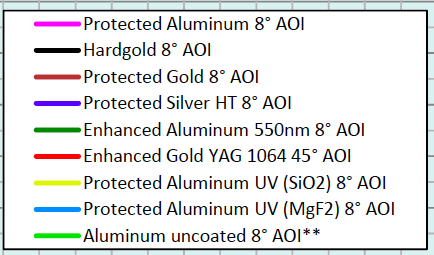 Protected Aluminum 8° AOI
Hardgold 8° AOI
Protected Gold 8° AOI
Protected Silver HT 8° AOI
Enhanced Aluminum 550nm 8° AOI
Enhanced Gold YAG 1064 45° AOI
Protected Aluminum UV (SiO2) 8° AOI
Protected Aluminum UV (MgF2) 8° AOI
Aluminum uncoated 8° AOI**